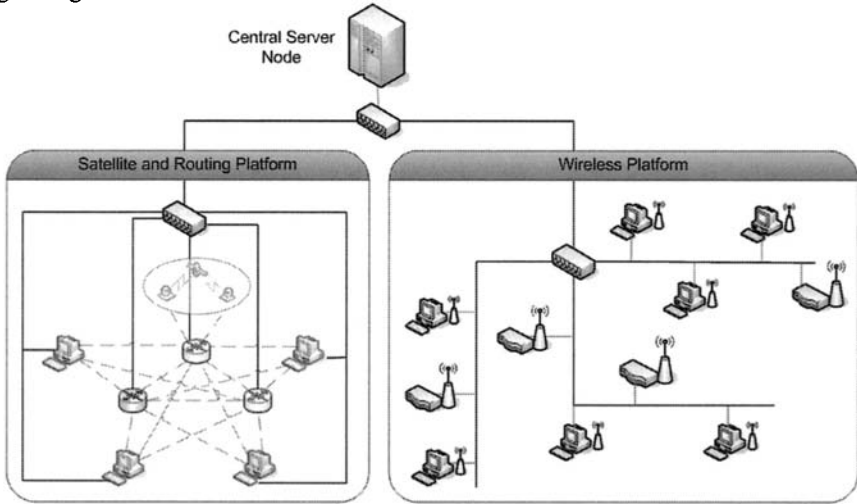 Central Server
Node
Satellite and Routing Platform
Wireless Platform